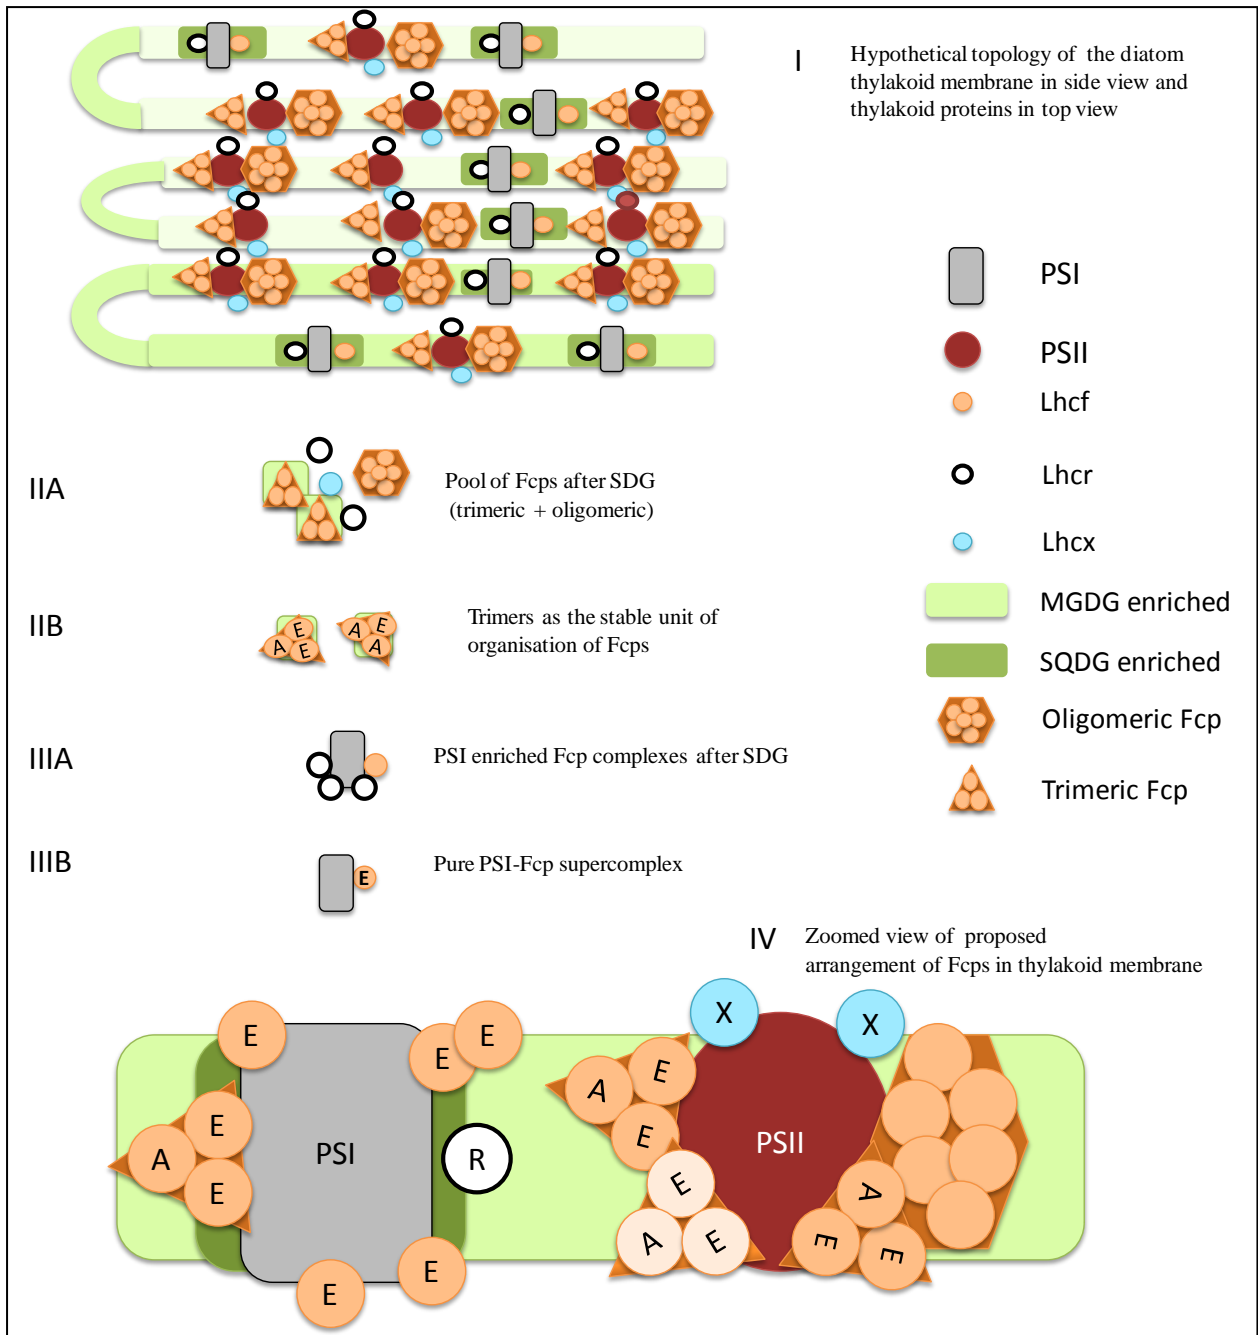 I
Hypothetical topology of the diatom
thylakoid membrane in side view and
thylakoid proteins in top view
PSI
PSII
Lhcf
Lhcr
Lhcx
MGDG enriched
SQDG enriched
Oligomeric Fcp
Trimeric Fcp
IIA
Pool of Fcps after SDG
(trimeric + oligomeric)
IIB
A E E
A E A
Trimers as the stable unit of
organisation of Fcps
IIIA
PSI enriched Fcp complexes after SDG
IIIB
E
Pure PSI-Fcp supercomplex
IV
Zoomed view of proposed
arrangement of Fcps in thylakoid membrane
E
E
E
A
E
E
PSI
R
E
E
X
X
A
E
E
PSII
E
A
E
A
E
E